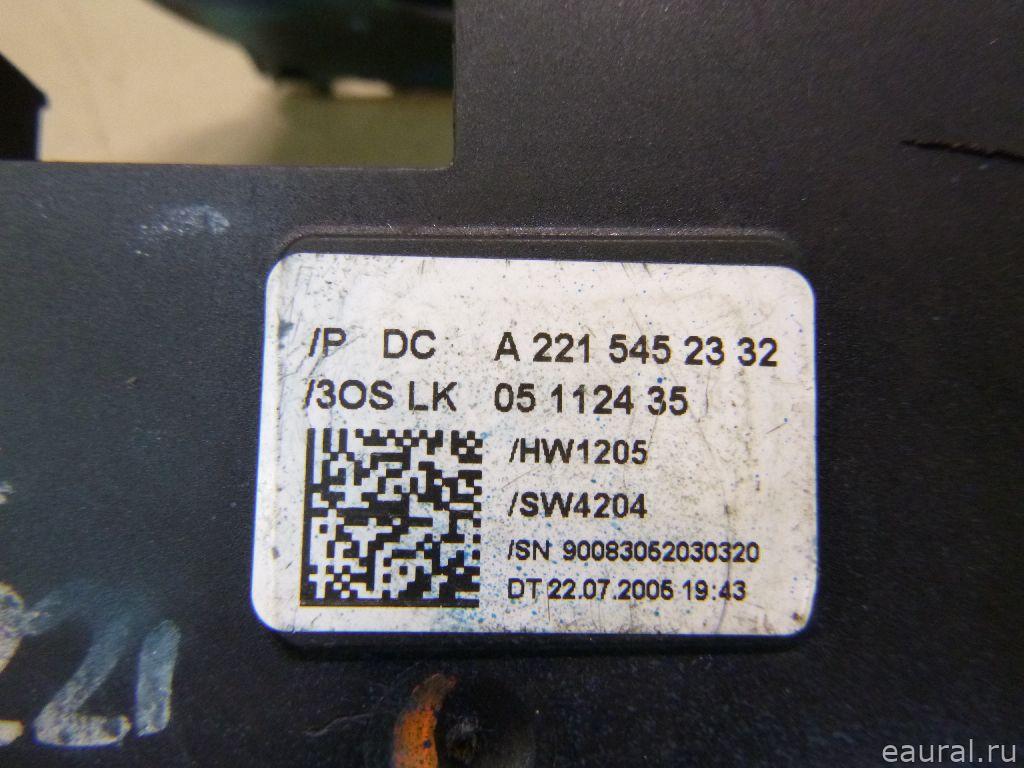 /P DC A 221 545 23 32
/3OS LK 05 1124 35
/HW1205
/SW4204
/SN 90083052030320
DT 22.07.2005 19:43
221
eaural.ru